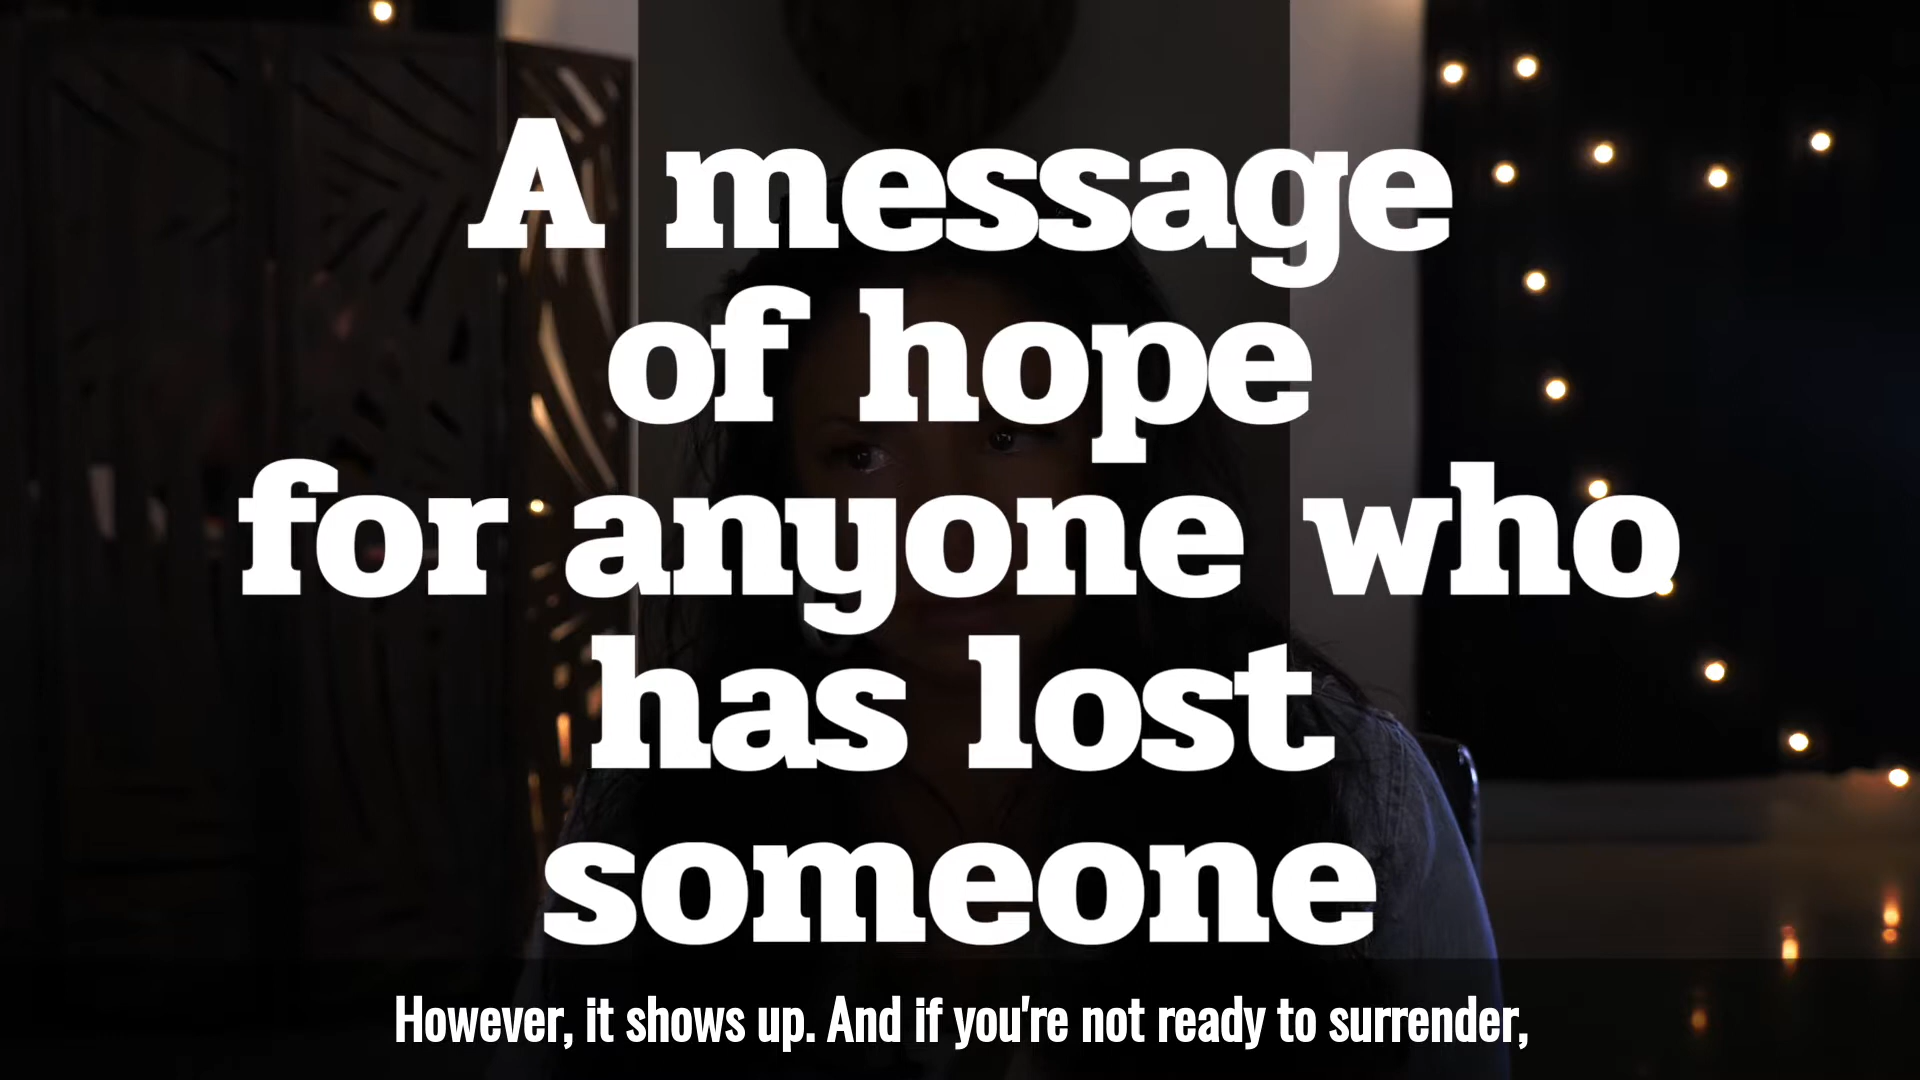 A message
of hope
for anyone who
has lost
someone
However, it shows up. And if you're not ready to surrender,